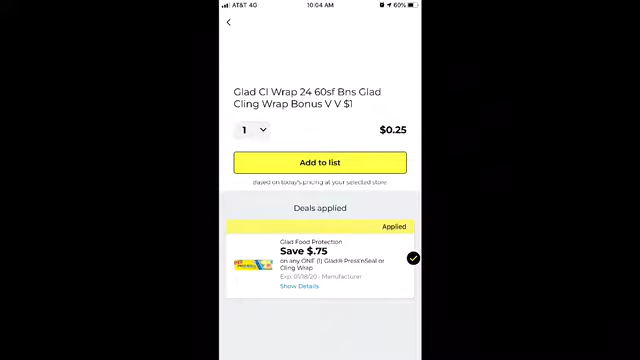 AT&T 4G 10:04 AM 60%
Glad Cl Wrap 24 60sf Bns Glad
Cling Wrap Bonus V V $1
1 $0.25
Add to list
Based on today's pricing at your selected store.
Deals applied
Applied
Glad Food Protection
Save $.75
on any ONE (1) Glad® Press'nSeal or
Cling Wrap
Exp. 01/18/20 - Manufacturer
Show Details